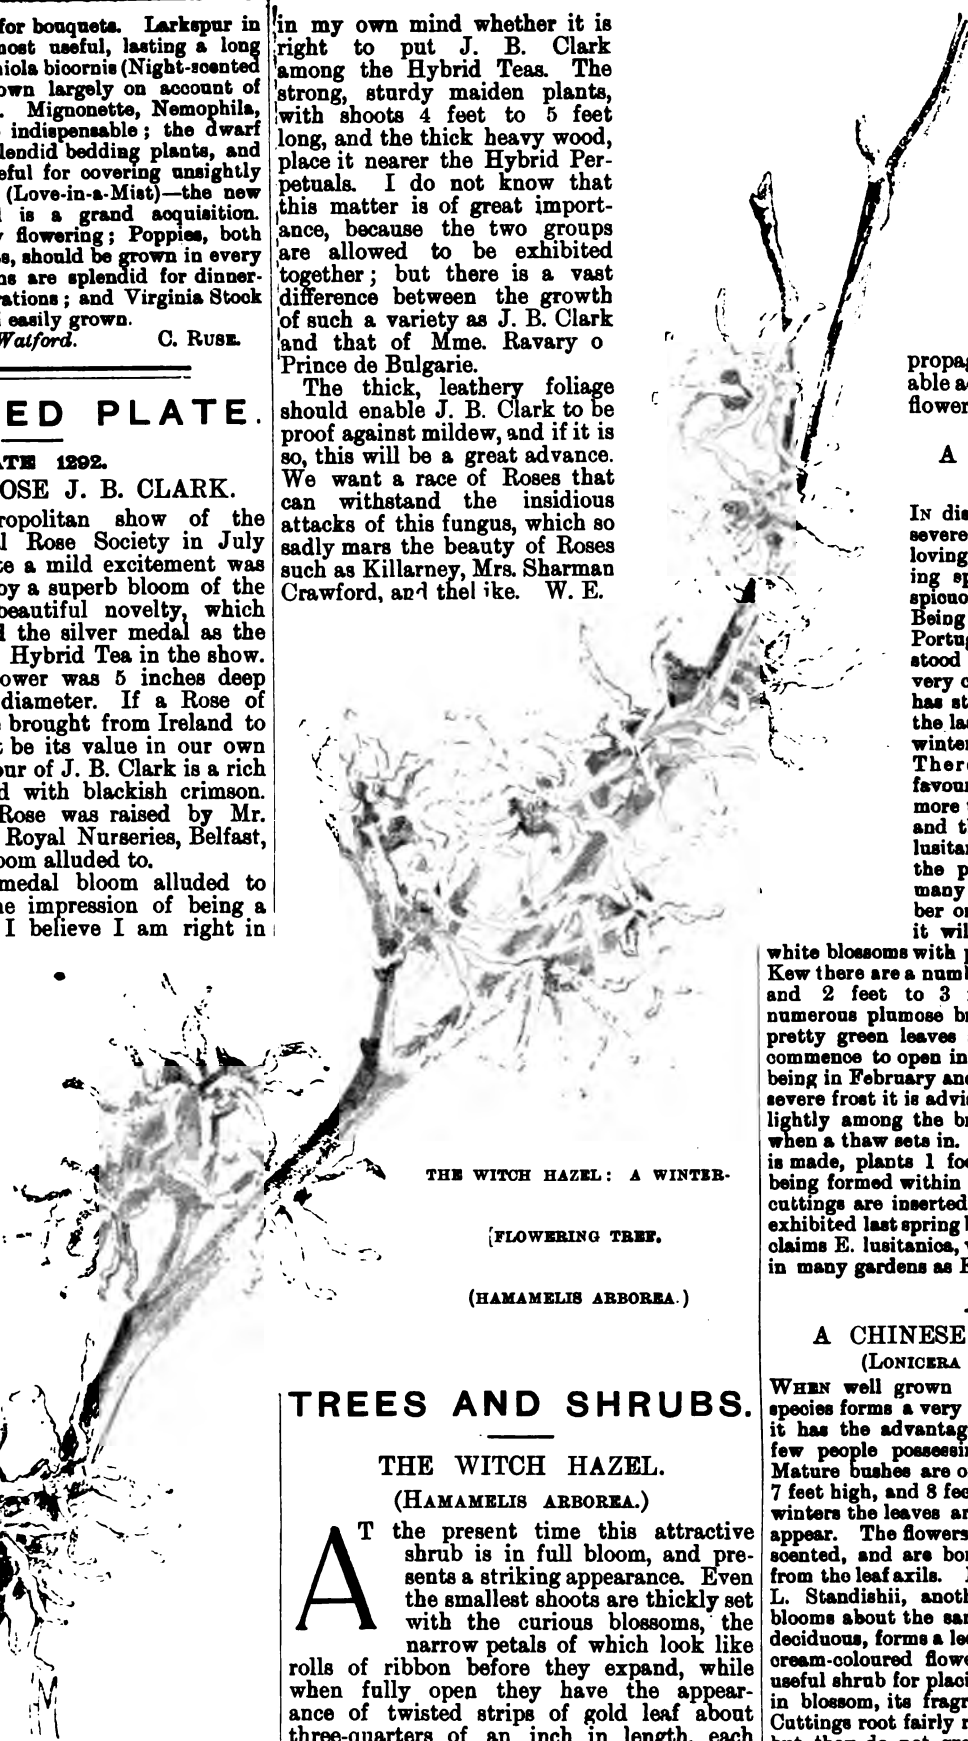 for bouquets. Larkspur in
most useful, lasting a long
hiola bicornis (Night-scented
own largely on account of
. Mignonette, Nemophila,
indispensable; the dwarf
lendid bedding plants, and
eful for covering unsightly
(Love-in-a-Mist)—the new
l is a grand acquisition.
y flowering; Poppies, both
s, should be grown in every
ns are splendid for dinner-
rations; and Virginia Stock
easily grown.
Watford. C. RUSE.
ED PLATE.
ATE 1292.
OSE J. B. CLARK.
ropolitan show of the
l Rose Society in July
te a mild excitement was
by a superb bloom of the
beautiful novelty, which
d the silver medal as the
Hybrid Tea in the show.
ower was 5 inches deep
diameter. If a Rose of
brought from Ireland to
t be its value in our own
our of J. B. Clark is a rich
d with blackish crimson.
Rose was raised by Mr.
Royal Nurseries, Belfast,
oom alluded to.
medal bloom alluded to
he impression of being a
I believe I am right in
in my own mind whether it is
right to put J. B. Clark
among the Hybrid Teas. The
strong, sturdy maiden plants,
with shoots 4 feet to 5 feet
long, and the thick heavy wood,
place it nearer the Hybrid Per-
petuals. I do not know that
this matter is of great import-
ance, because the two groups
are allowed to be exhibited
together; but there is a vast
difference between the growth
of such a variety as J. B. Clark
and that of Mme. Ravary o
Prince de Bulgarie.
The thick, leathery foliage
should enable J. B. Clark to be
proof against mildew, and if it is
so, this will be a great advance.
We want a race of Roses that
can withstand the insidious
attacks of this fungus, which so
sadly mars the beauty of Roses
such as Killarney, Mrs. Sharman
Crawford, and the like. W. E.
THE WITCH HAZEL: A WINTER-
FLOWERING TREE.
(HAMAMELIS ARBOREA.)
TREES AND SHRUBS.
THE WITCH HAZEL.
(HAMAMELIS ARBOREA.)
AT the present time this attractive
shrub is in full bloom, and pre-
sents a striking appearance. Even
the smallest shoots are thickly set
with the curious blossoms, the
narrow petals of which look like
rolls of ribbon before they expand, while
when fully open they have the appear-
ance of twisted strips of gold leaf about
three-quarters of an inch in length, each
propag
able a
flower
A
IN dis
severe
loving
ing sp
spicuo
Being
Portug
stood
very c
has st
the la
winter
There
favour
more
and t
lusitan
the p
many
ber or
it wil
white blossoms with p
Kew there are a numb
and 2 feet to 3
numerous plumose br
pretty green leaves
commence to open in
being in February and
severe frost it is advis
lightly among the br
when a thaw sets in.
is made, plants 1 foo
being formed within
cuttings are inserted
exhibited last spring b
claims E. lusitanica, v
in many gardens as E
A CHINESE
(LONICERA
WHEN well grown
species forms a very
it has the advantag
few people possessin
Mature bushes are o
7 feet high, and 8 fee
winters the leaves ar
appear. The flowers
scented, and are bor
from the leaf axils.
L. Standishii, anoth
blooms about the sam
deciduous, forms a le
cream-coloured flowe
useful shrub for placi
in blossom, its fragr
Cuttings root fairly r